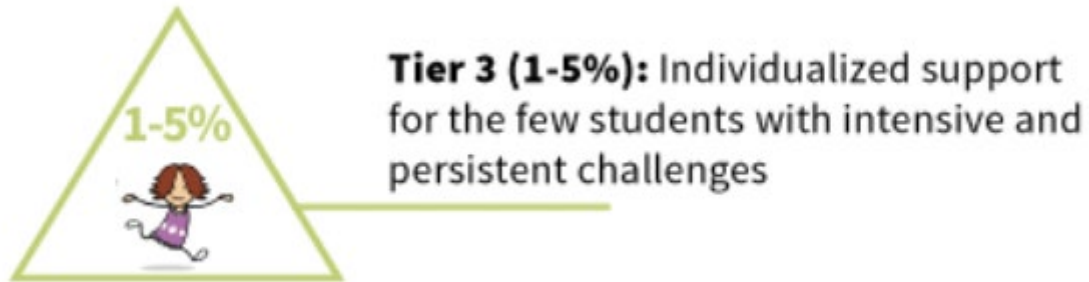 1-5%
Tier 3 (1-5%): Individualized support
for the few students with intensive and
persistent challenges